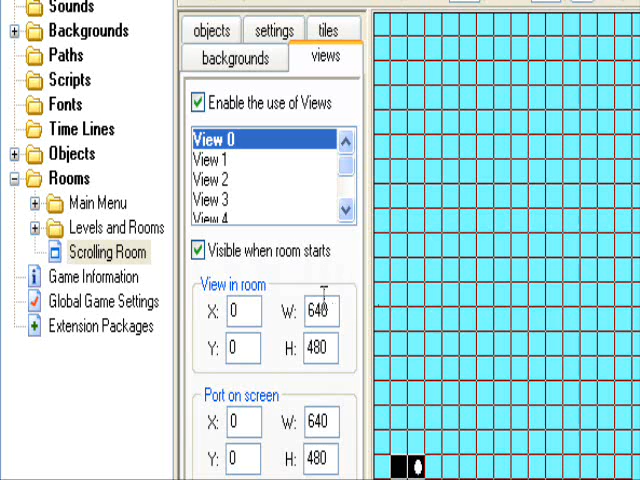 Sounds
Backgrounds
Paths
Scripts
Fonts
Time Lines
Objects
Rooms
Main Menu
Levels and Rooms
Scrolling Room
Game Information
Global Game Settings
Extension Packages
objects settings tiles
backgrounds views
Enable the use of Views
View 0
View 1
View 2
View 3
View 4
Visible when room starts
View in room
X: 0 W: 640
Y: 0 H: 480
Port on screen
X: 0 W: 640
Y: 0 H: 480